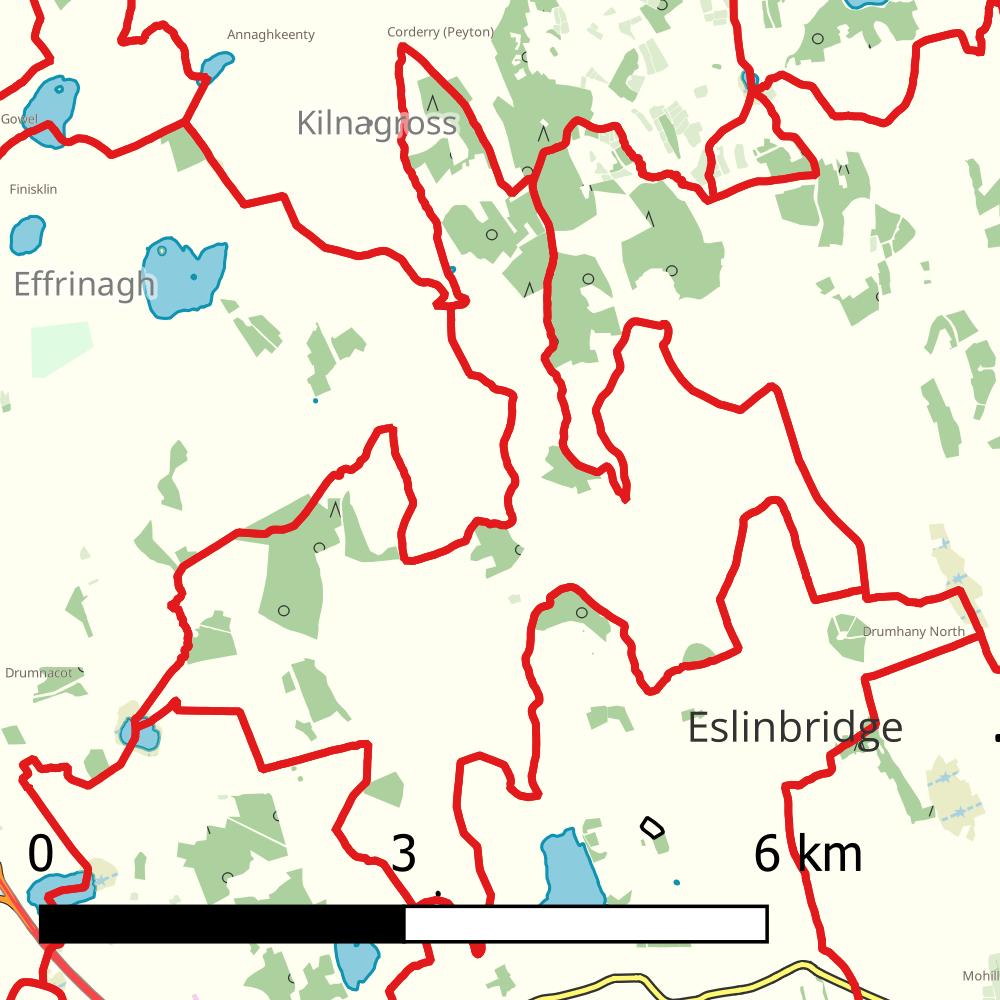 Annaghkeenty
Corderry (Peyton)
Gowel
Kilnagross
Finisklin
Effrinagh
Drumhany North
Drumnacot
Eslinbridge
0 3 6 km
Mohill